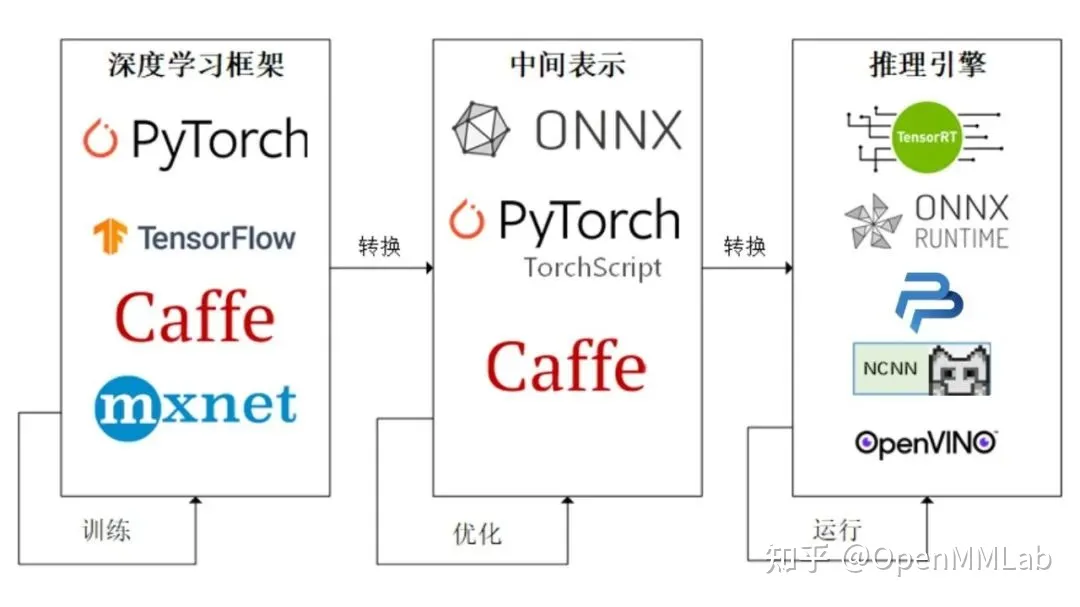 深度学习框架
PyTorch
TensorFlow
Caffe
mxnet
训练
转换
中间表示
ONNX
PyTorch
TorchScript
Caffe
优化
转换
推理引擎
TensorRT
ONNX
RUNTIME
NCNN
OpenVINO™
运行
知乎 @OpenMMLab